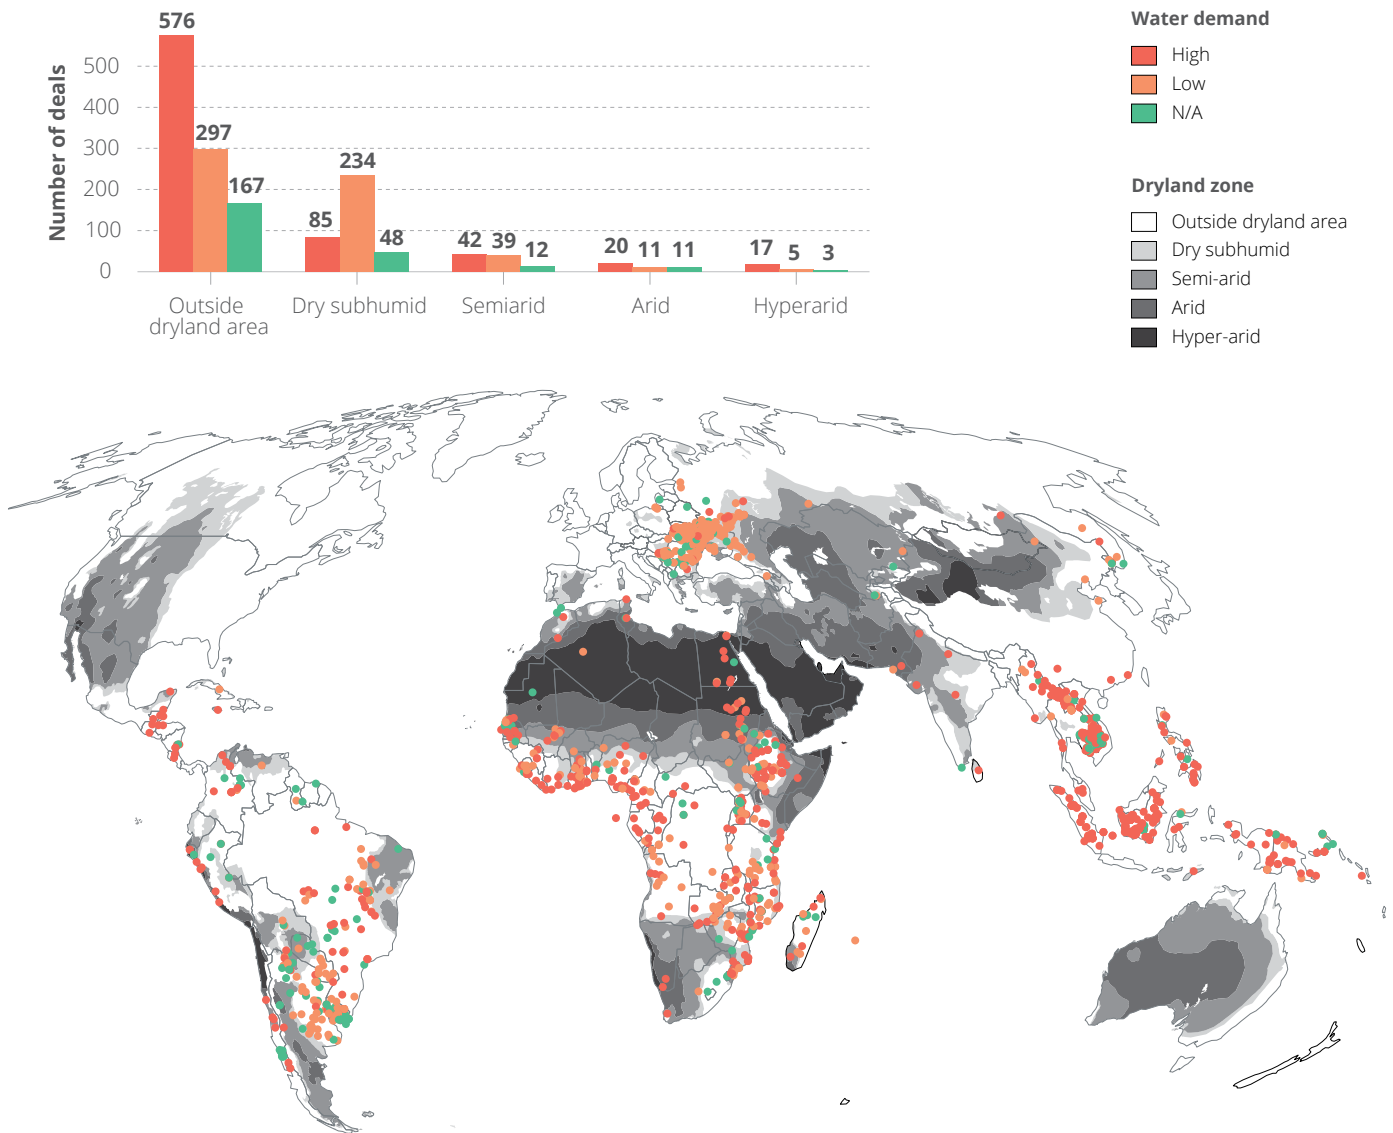 576
500
400
300
200
100
0
Number of deals
297
167
85
234
48
42
39
12
20
11
11
17
5
3
Outside
dryland area
Dry subhumid
Semiarid
Arid
Hyperarid
Water demand
High
Low
N/A
Dryland zone
Outside dryland area
Dry subhumid
Semi-arid
Arid
Hyper-arid